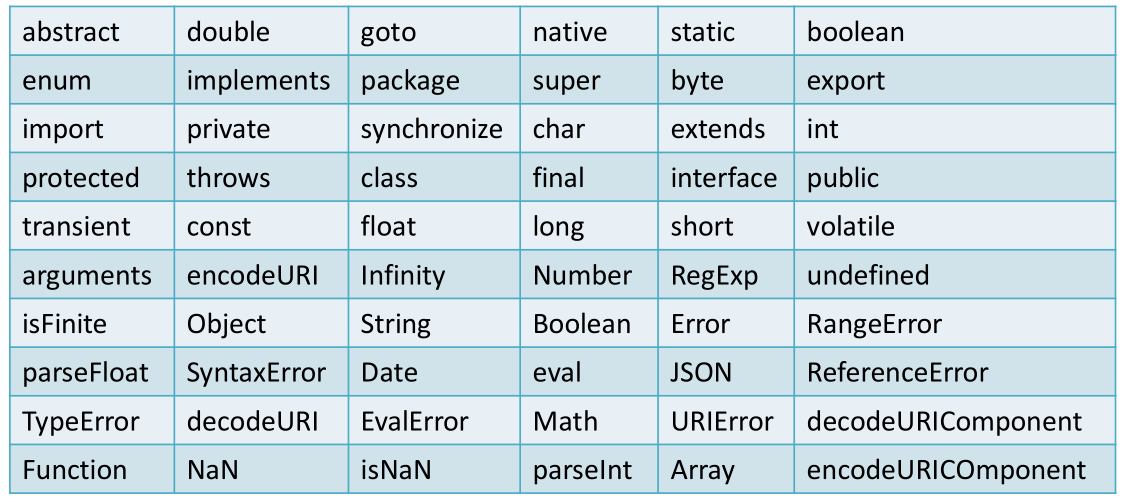 abstract double goto native static boolean
enum implements package super byte export
import private synchronize char extends int
protected throws class final interface public
transient const float long short volatile
arguments encodeURI Infinity Number RegExp undefined
isFinite Object String Boolean Error RangeError
parseFloat SyntaxError Date eval JSON ReferenceError
TypeError decodeURI EvalError Math URIError decodeURIComponent
Function NaN isNaN parseInt Array encodeURICOmponent